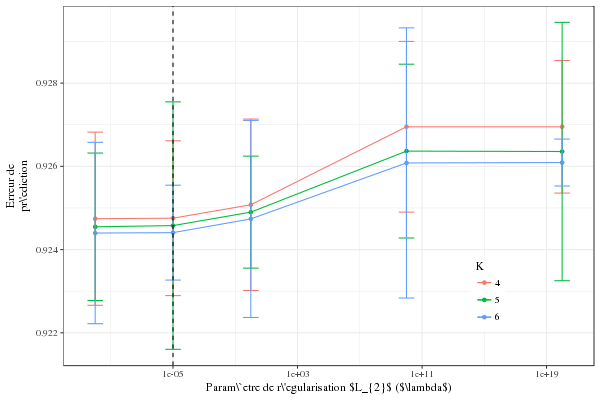 Erreur de
pr\'ediction
0.928
0.926
0.924
0.922
K
4
5
6
1e-05
1e+03
1e+11
1e+19
Param\`etre de r\'egularisation $L_{2}$ ($\lambda$)